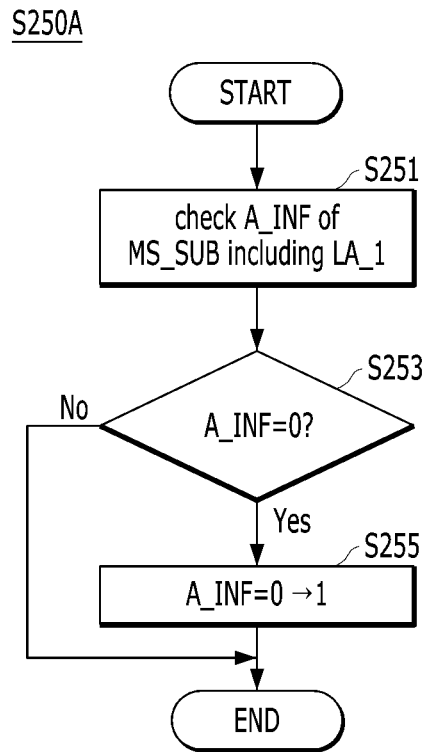 S250A
START
S251
check A_INF of
MS_SUB including LA_1
S253
No
A_INF=0?
Yes
S255
A_INF=0→1
END